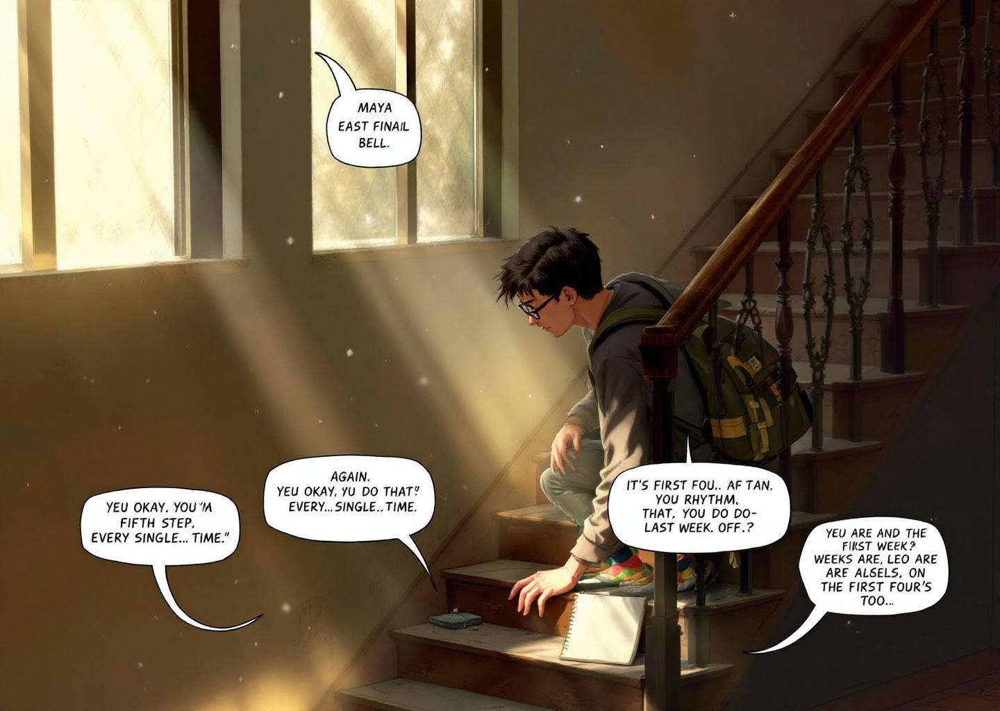 MAYA
EAST FINAIL
BELL.
AGAIN.
YEU OKAY, YU DO THAT?
EVERY...SINGLE...TIME.
YEU OKAY. YOU'M
FIFTH STEP,
EVERY SINGLE... TIME."
IT'S FIRST FOU.. AF TAN.
YOU RHYTHM.
THAT, YOU DO DO-
LAST WEEK. OFF.?
YEU ARE AND THE
FIRST WEEK?
WEEKS ARE, LEO ARE
ARE ALSELS, ON
THE FIRST FOUR'S
TOO...